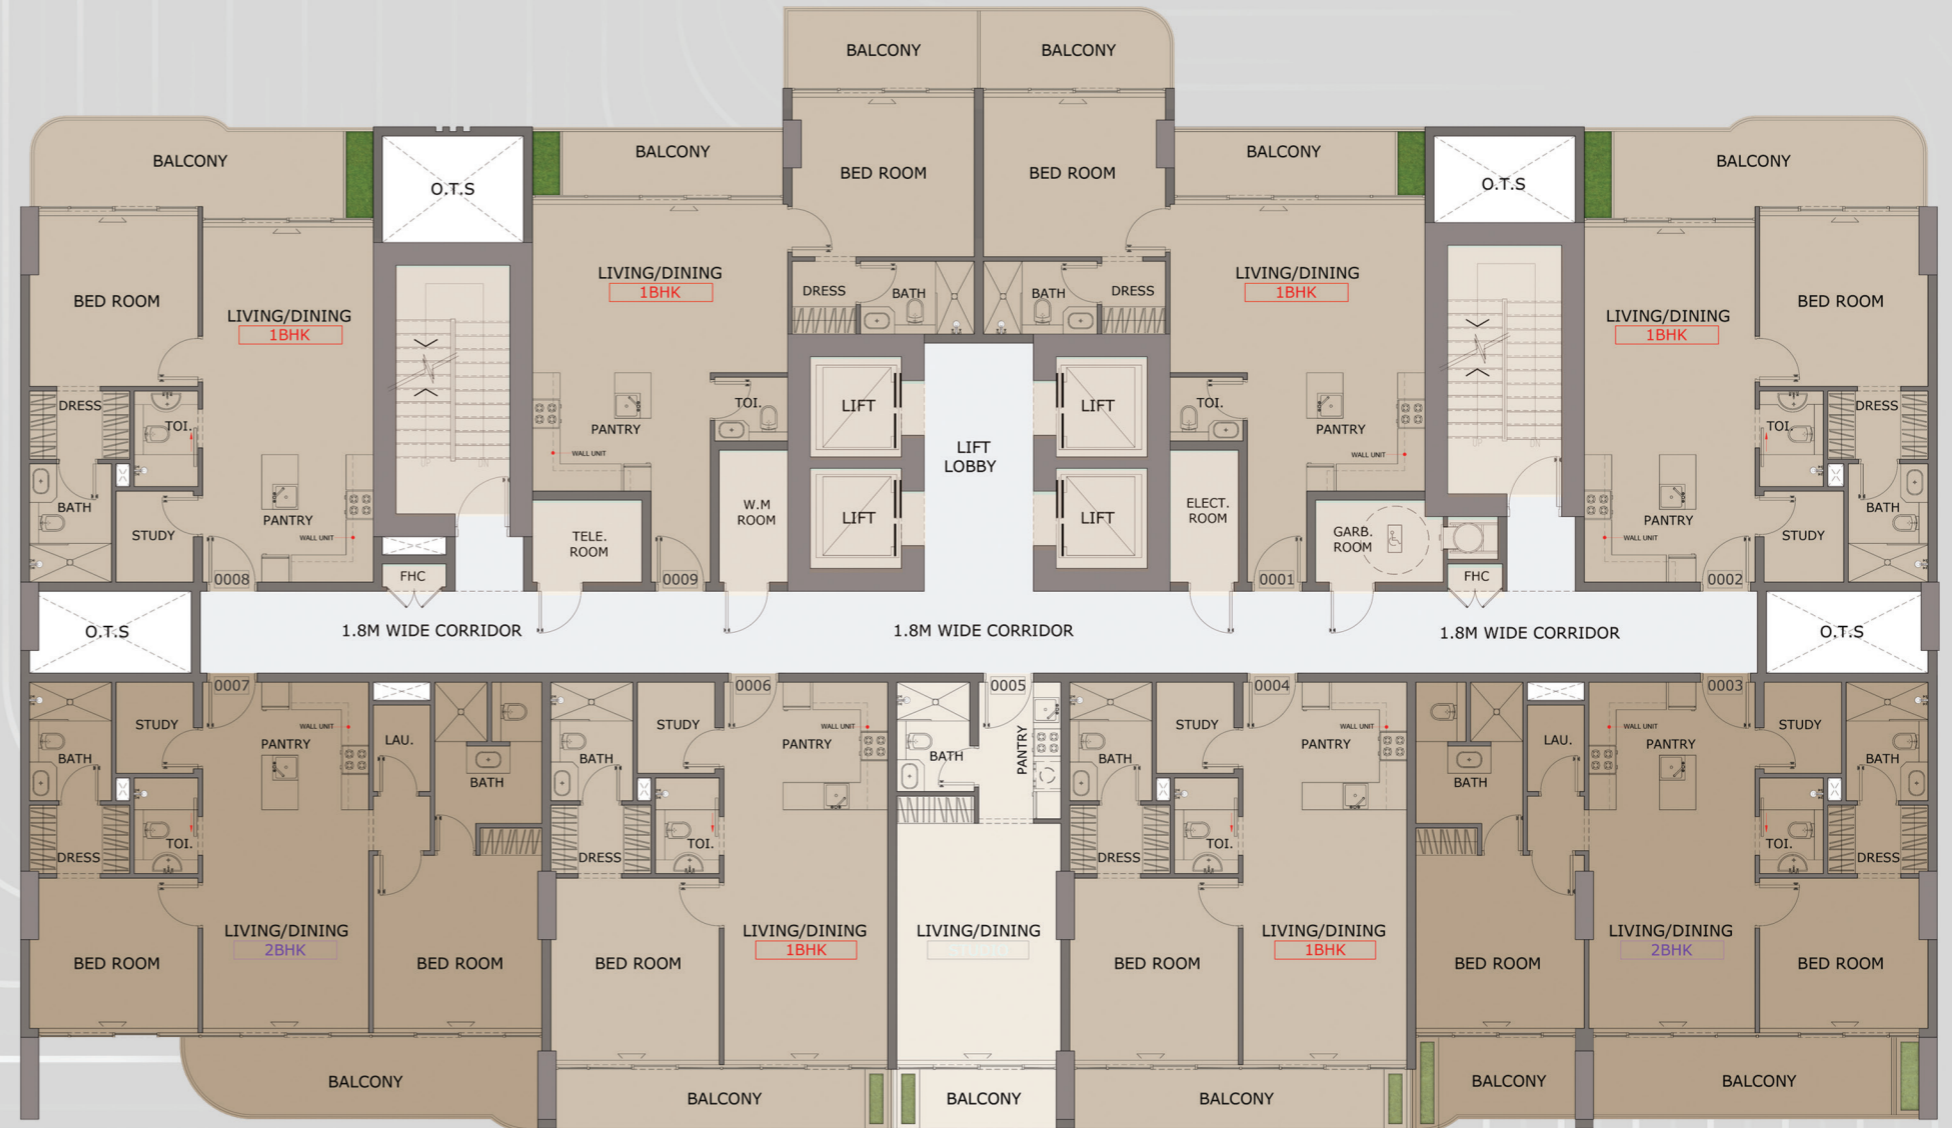 BALCONY BALCONY
BALCONY O.T.S BALCONY BED ROOM BED ROOM BALCONY O.T.S BALCONY
BED ROOM LIVING/DINING LIVING/DINING LIVING/DINING LIVING/DINING BED ROOM
1BHK 1BHK 1BHK 1BHK
DRESS BATH BATH DRESS
DRESS TOI. PANTRY TOI. LIFT LIFT TOI. PANTRY TOI. DRESS
WALL UNIT WALL UNIT
LIFT
LOBBY
BATH STUDY PANTRY W.M
ROOM
LIFT LIFT
ELECT.
ROOM
PANTRY STUDY BATH
WALL UNIT WALL UNIT
TELE.
ROOM
GARB.
ROOM
0008 FHC 0009 0001 FHC 0002
O.T.S 1.8M WIDE CORRIDOR 1.8M WIDE CORRIDOR 1.8M WIDE CORRIDOR O.T.S
0007 0006 0005 0004 0003
STUDY WALL UNIT STUDY WALL UNIT STUDY WALL UNIT WALL UNIT STUDY
BATH PANTRY LAU. BATH BATH PANTRY BATH PANTRY BATH PANTRY BATH LAU. PANTRY BATH
DRESS TOI. DRESS TOI. DRESS TOI. TOI. DRESS
LIVING/DINING LIVING/DINING LIVING/DINING LIVING/DINING LIVING/DINING
2BHK 1BHK 1BHK 2BHK
BED ROOM BED ROOM BED ROOM BED ROOM BED ROOM BED ROOM
BALCONY BALCONY BALCONY BALCONY BALCONY BALCONY